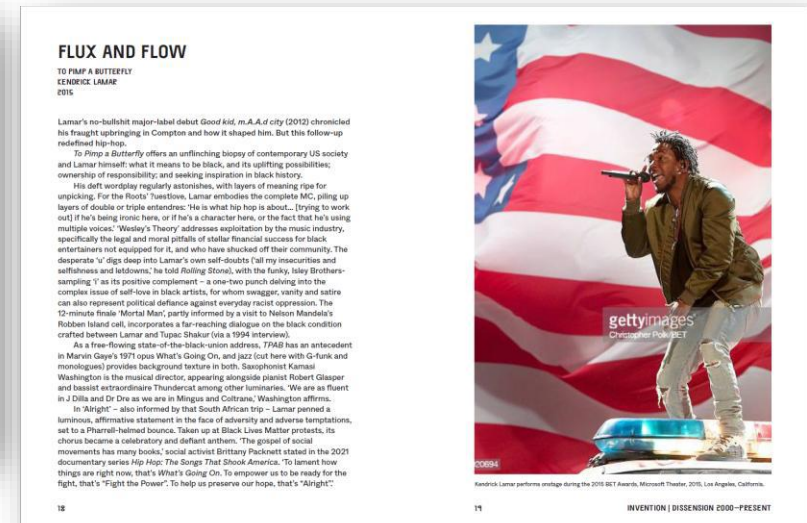 FLUX AND FLOW
TO PIMP A BUTTERFLY
KENDRICK LAMAR
2015
Lamar's no-bullshit major-label debut Good kid, m.A.A.d city (2012) chronicled
his fraught upbringing in Compton and how it shaped him. But this follow-up
redefined hip-hop.
To Pimp a Butterfly offers an unflinching biopsy of contemporary US society
and Lamar himself: what it means to be black, and its uplifting possibilities;
ownership of responsibility; and seeking inspiration in black history.
His deft wordplay regularly astonishes, with layers of meaning ripe for
unpicking. For the Roots' ?uestlove, Lamar embodies the complete MC, piling up
layers of double or triple entendres: 'He is what hip hop is about... [trying to work
out] if he's being ironic here, or if he's a character here, or the fact that he's using
multiple voices.' 'Wesley's Theory' addresses exploitation by the music industry,
specifically the legal and moral pitfalls of stellar financial success for black
entertainers not equipped for it, and who have shucked off their community. The
desperate 'u' digs deep into Lamar's own self-doubts ('all my insecurities and
selfishness and letdowns,' he told Rolling Stone), with the funky, Isley Brothers-
sampling 'i' as its positive complement – a one-two punch delving into the
complex issue of self-love in black artists, for whom swagger, vanity and satire
can also represent political defiance against everyday racist oppression. The
12-minute finale 'Mortal Man', partly informed by a visit to Nelson Mandela's
Robben Island cell, incorporates a far-reaching dialogue on the black condition
crafted between Lamar and Tupac Shakur (via a 1994 interview).
As a free-flowing state-of-the-black-union address, TPAB has an antecedent
in Marvin Gaye's 1971 opus What's Going On, and jazz (cut here with G-funk and
monologues) provides background texture in both. Saxophonist Kamasi
Washington is the musical director, appearing alongside pianist Robert Glasper
and bassist extraordinaire Thundercat among other luminaries. 'We are as fluent
in J Dilla and Dr Dre as we are in Mingus and Coltrane,' Washington affirms.
In 'Alright' – also informed by that South African trip – Lamar penned a
luminous, affirmative statement in the face of adversity and adverse temptations,
set to a Pharrell-helmed bounce. Taken up at Black Lives Matter protests, its
chorus became a celebratory and defiant anthem. 'The gospel of social
movements has many books,' social activist Brittany Packnett stated in the 2021
documentary series Hip Hop: The Songs That Shook America. 'To lament how
things are right now, that's What's Going On. To empower us to be ready for the
fight, that's "Fight the Power". To help us preserve our hope, that's "Alright".'
18
gettyimages
Christopher Polk/BET
20694
Kendrick Lamar performs onstage during the 2015 BET Awards, Microsoft Theater, 2015, Los Angeles, California.
19
INVENTION | DISSENSION 2000–PRESENT